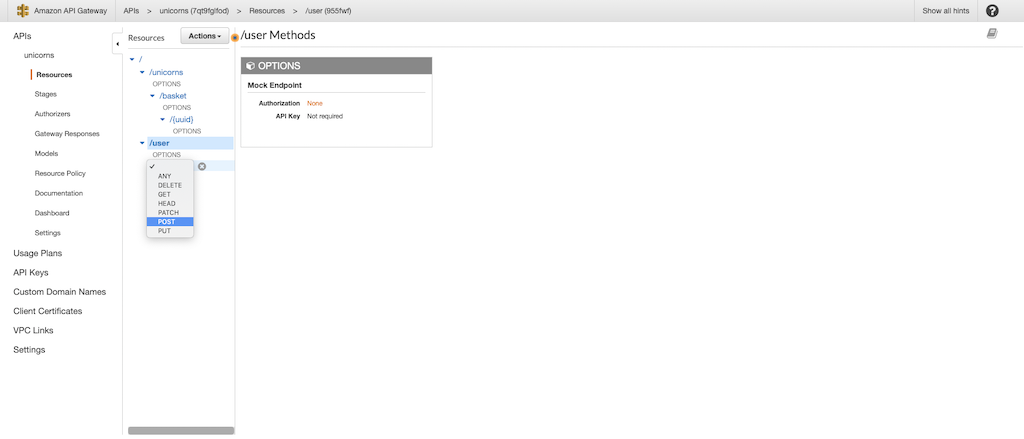 Amazon API Gateway APIs > unicorns (7qt9fglfod) > Resources > /user (955fwf) Show all hints ?
APIs
unicorns
Resources
Stages
Authorizers
Gateway Responses
Models
Resource Policy
Documentation
Dashboard
Settings
Usage Plans
API Keys
Custom Domain Names
Client Certificates
VPC Links
Settings
Resources Actions
/
/unicorns
OPTIONS
/basket
OPTIONS
/{uuid}
OPTIONS
/user
OPTIONS
ANY
DELETE
GET
HEAD
PATCH
POST
PUT
/user Methods
OPTIONS
Mock Endpoint
Authorization None
API Key Not required